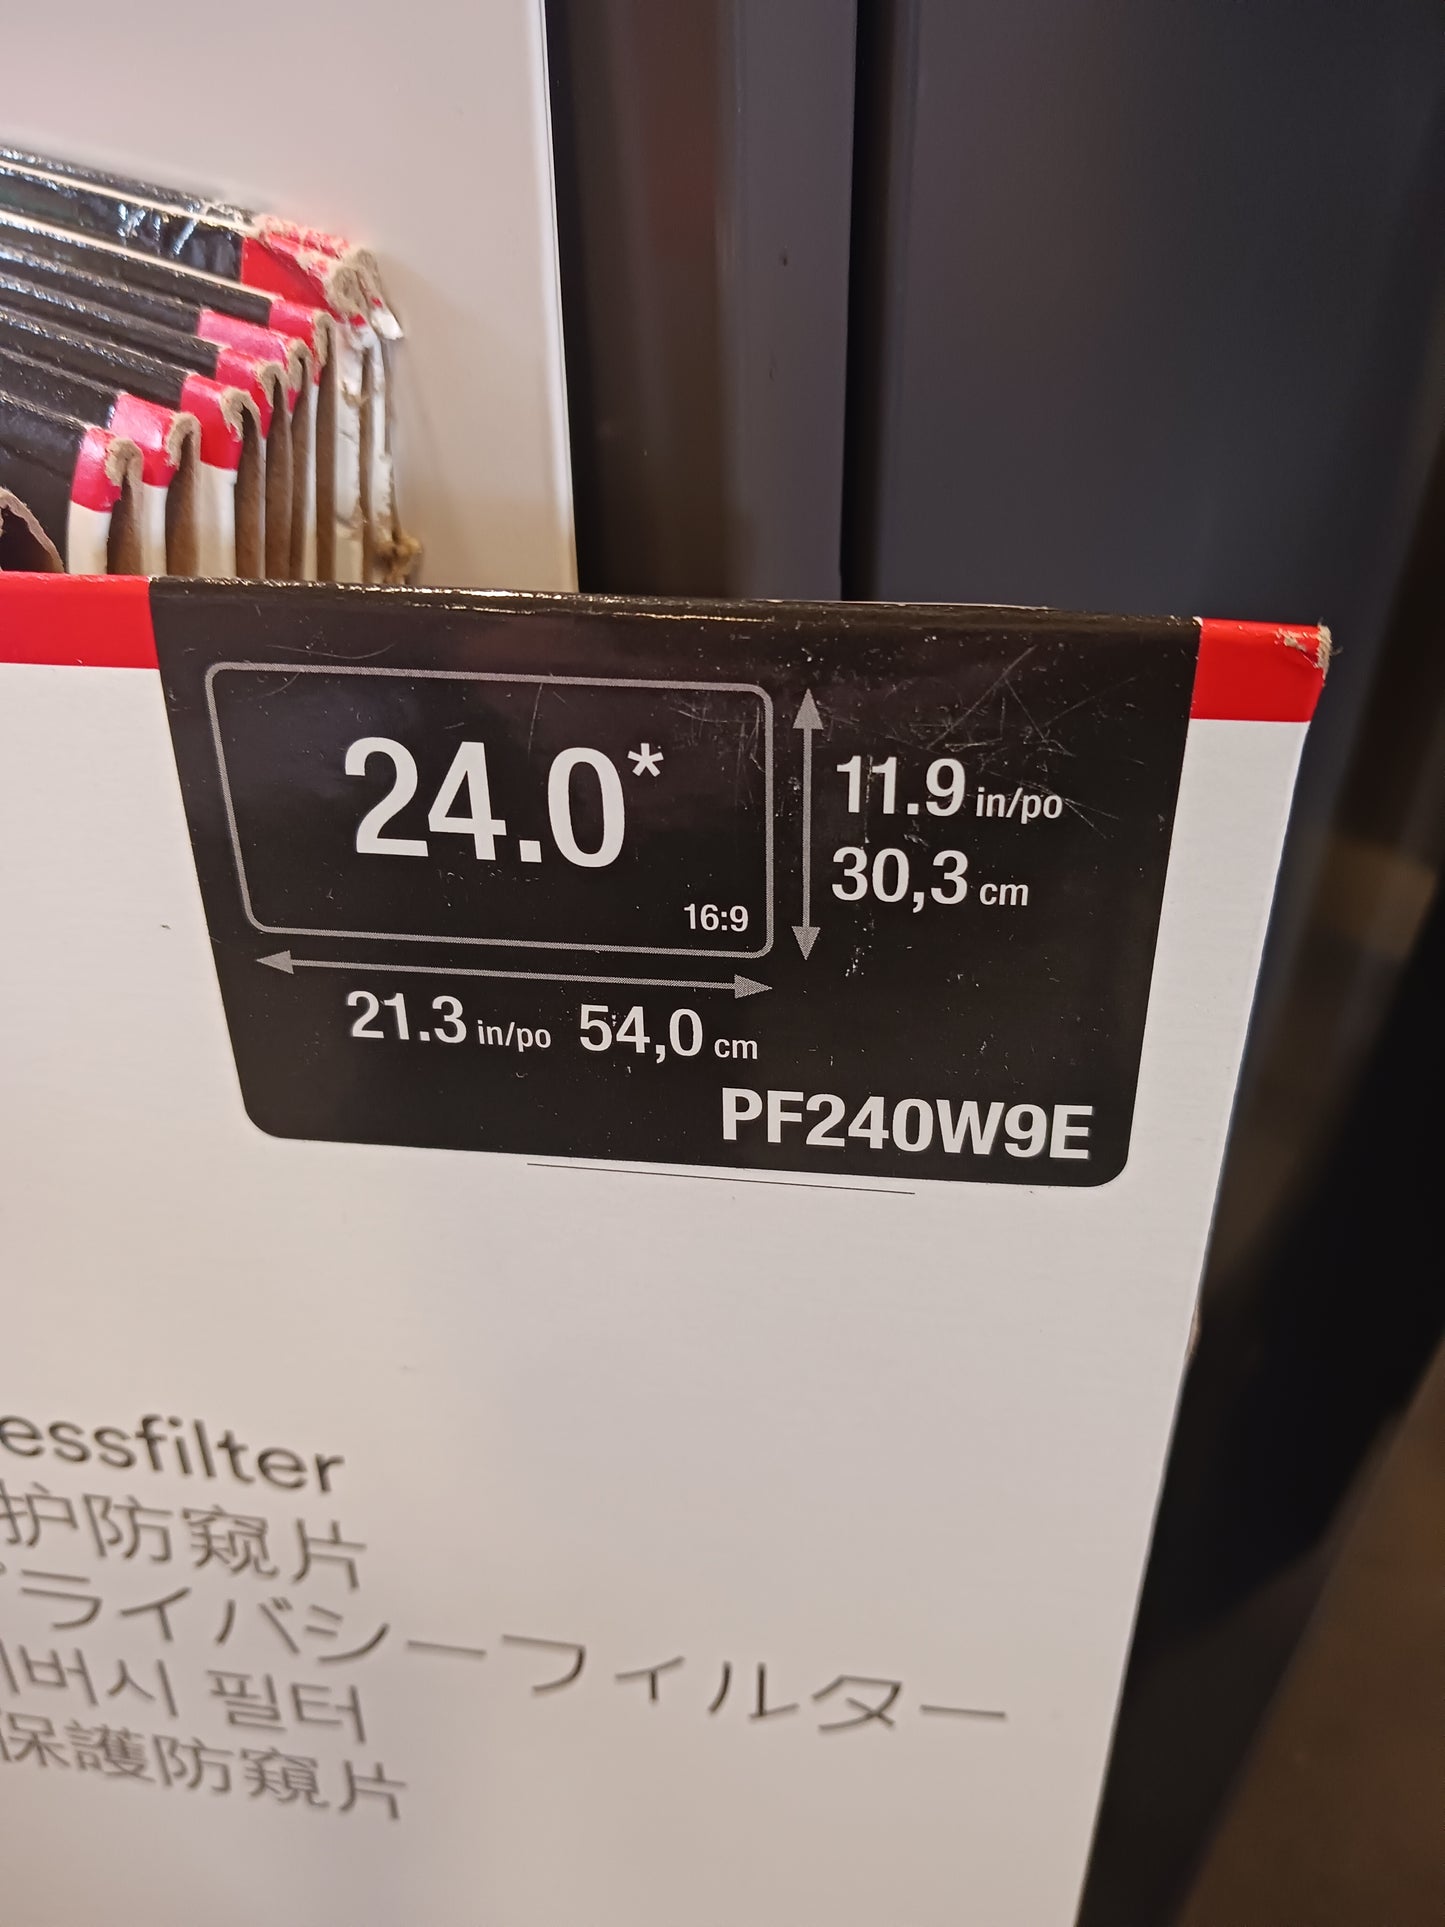 24.0*
16:9
11.9 in/po
30,3 cm
21.3 in/po 54,0 cm
PF240W9E
essfilter
护防窥片
ライバシーフィルター
버시 필터
保護防窺片